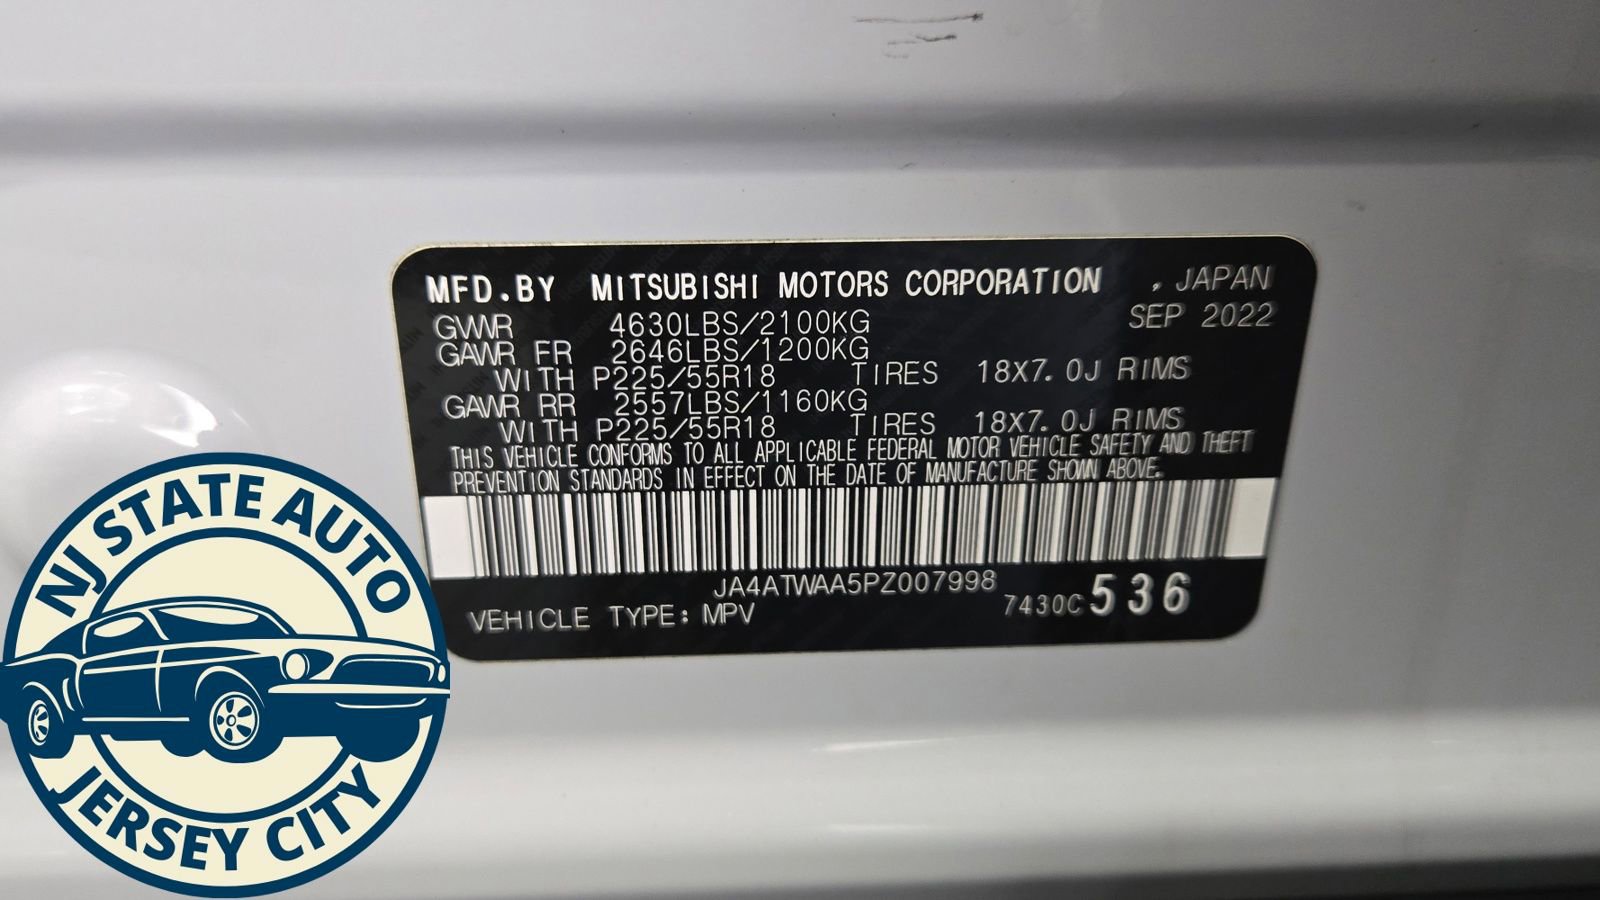 MFD.BY MITSUBISHI MOTORS CORPORATION , JAPAN
SEP 2022
GVWR 4630LBS/2100KG
GAWR FR 2646LBS/1200KG
WITH P225/55R18 TIRES 18X7.0J RIMS
GAWR RR 2557LBS/1160KG
WITH P225/55R18 TIRES 18X7.0J RIMS
THIS VEHICLE CONFORMS TO ALL APPLICABLE FEDERAL MOTOR VEHICLE SAFETY AND THEFT
PREVENTION STANDARDS IN EFFECT ON THE DATE OF MANUFACTURE SHOWN ABOVE.
JA4ATWAA5PZ007998
7430C 536
VEHICLE TYPE: MPV
NJ STATE AUTO
JERSEY CITY